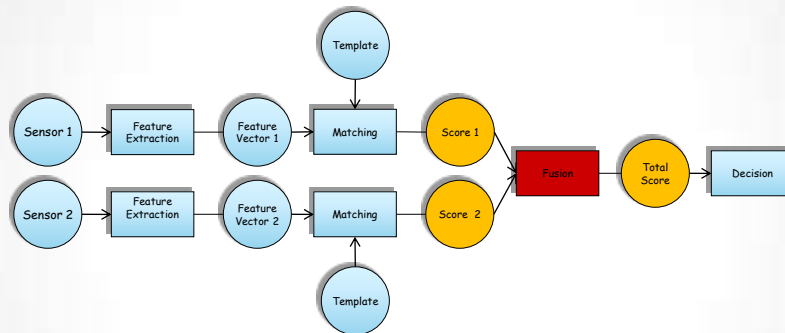 Template
Sensor 1
Feature
Extraction
Feature
Vector 1
Matching
Score 1
Fusion
Total
Score
Decision
Sensor 2
Feature
Extraction
Feature
Vector 2
Matching
Score 2
Template